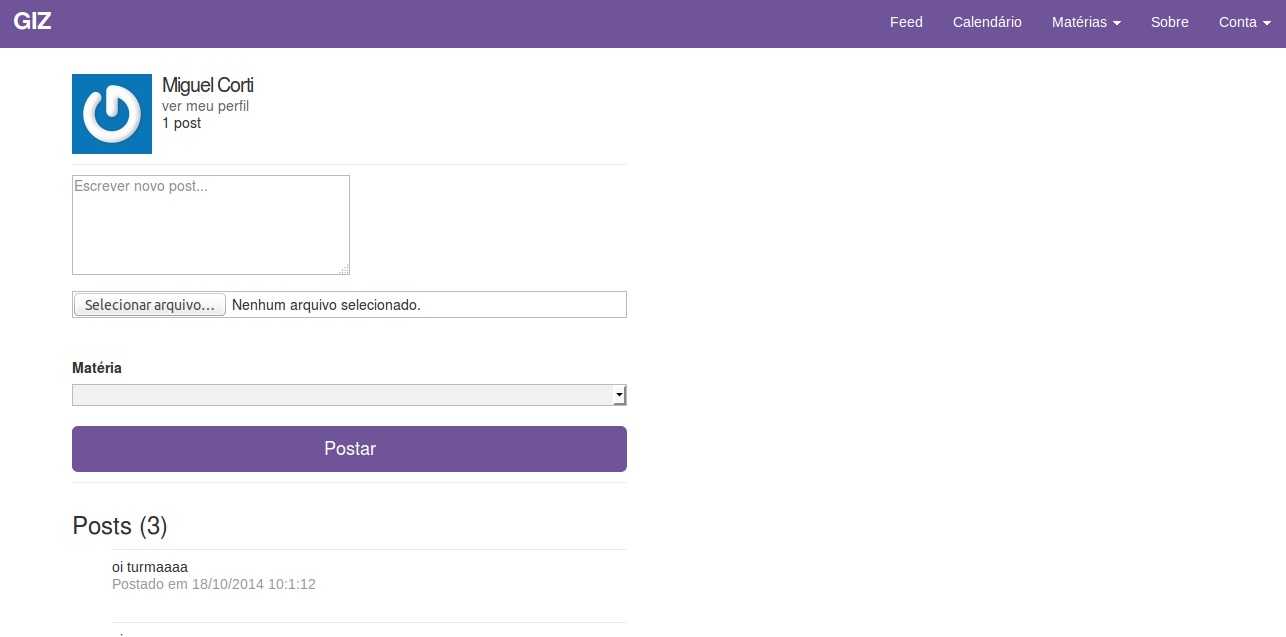 GIZ
Feed Calendário Matérias Sobre Conta
Miguel Corti
ver meu perfil
1 post
Escrever novo post...
Selecionar arquivo... Nenhum arquivo selecionado.
Matéria
Postar
Posts (3)
oi turmaaaa
Postado em 18/10/2014 10:1:12